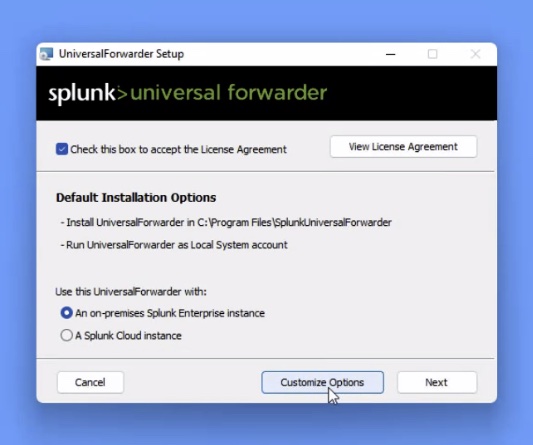 UniversalForwarder Setup
splunk>universal forwarder
Check this box to accept the License Agreement
View License Agreement
Default Installation Options
- Install UniversalForwarder in C:\Program Files\SplunkUniversalForwarder
- Run UniversalForwarder as Local System account
Use this UniversalForwarder with:
An on-premises Splunk Enterprise instance
A Splunk Cloud instance
Cancel
Customize Options
Next